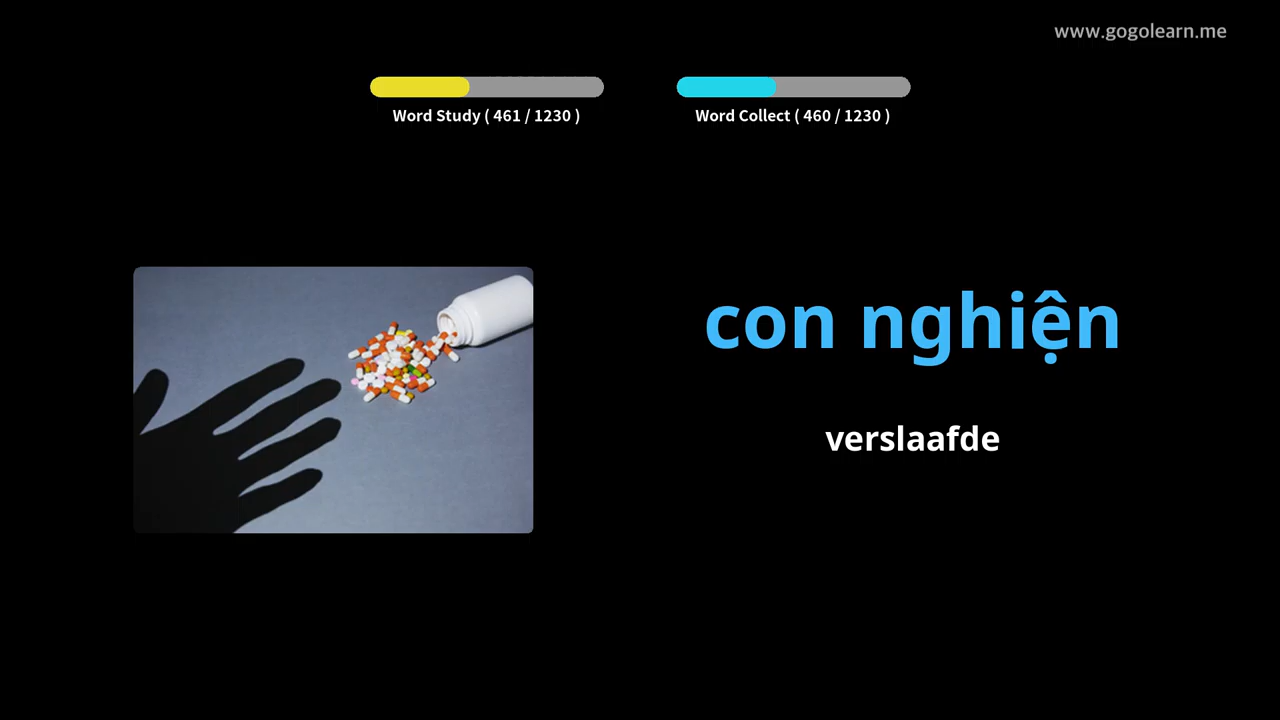 www.gogolearn.me
Word Study ( 461 / 1230 )
Word Collect ( 460 / 1230 )
con nghiện
verslaafde